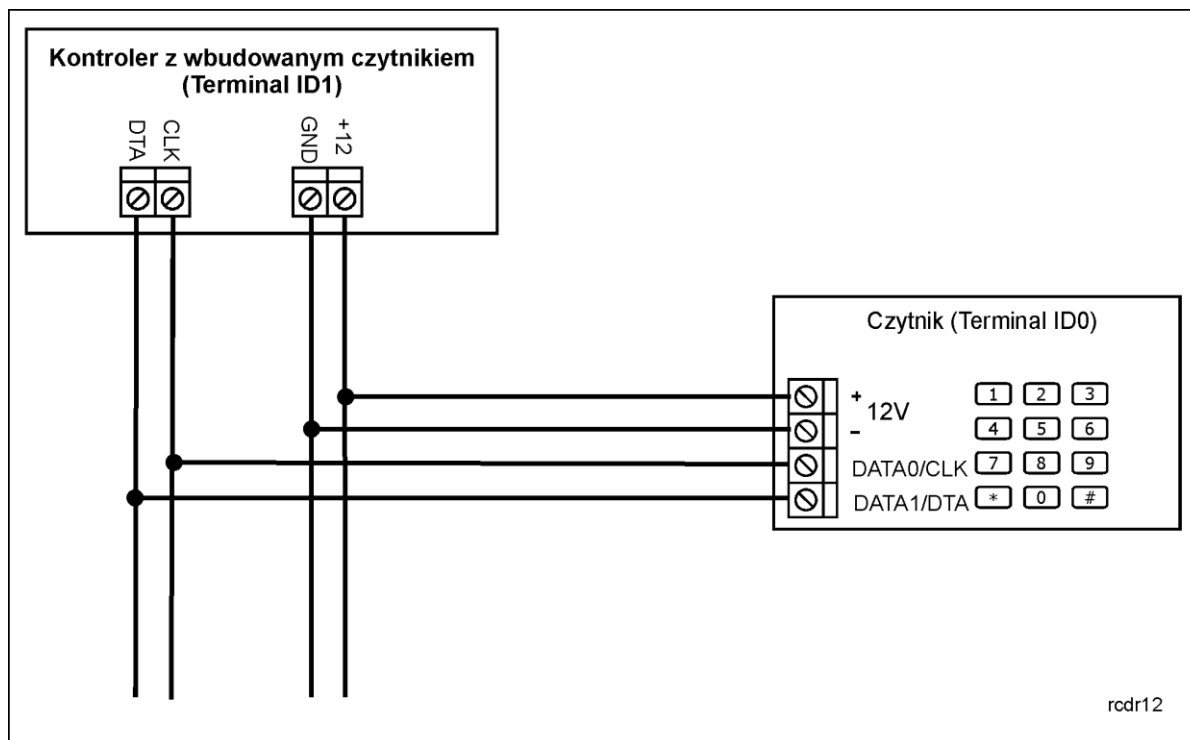 Kontroler z wbudowanym czytnikiem
(Terminal ID1)
DTA
CLK
GND
+12
Czytnik (Terminal ID0)
+
12V
-
DATA0/CLK
DATA1/DTA
1 2 3
4 5 6
7 8 9
* 0 #
rcdr12